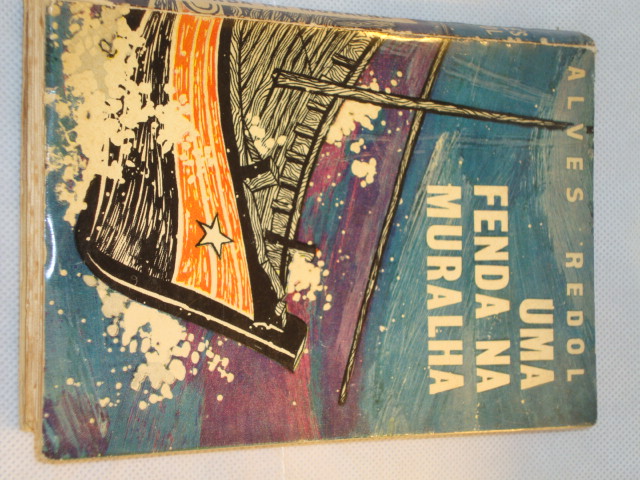 ALVES REDOL
UMA
FENDA NA
MURALHA